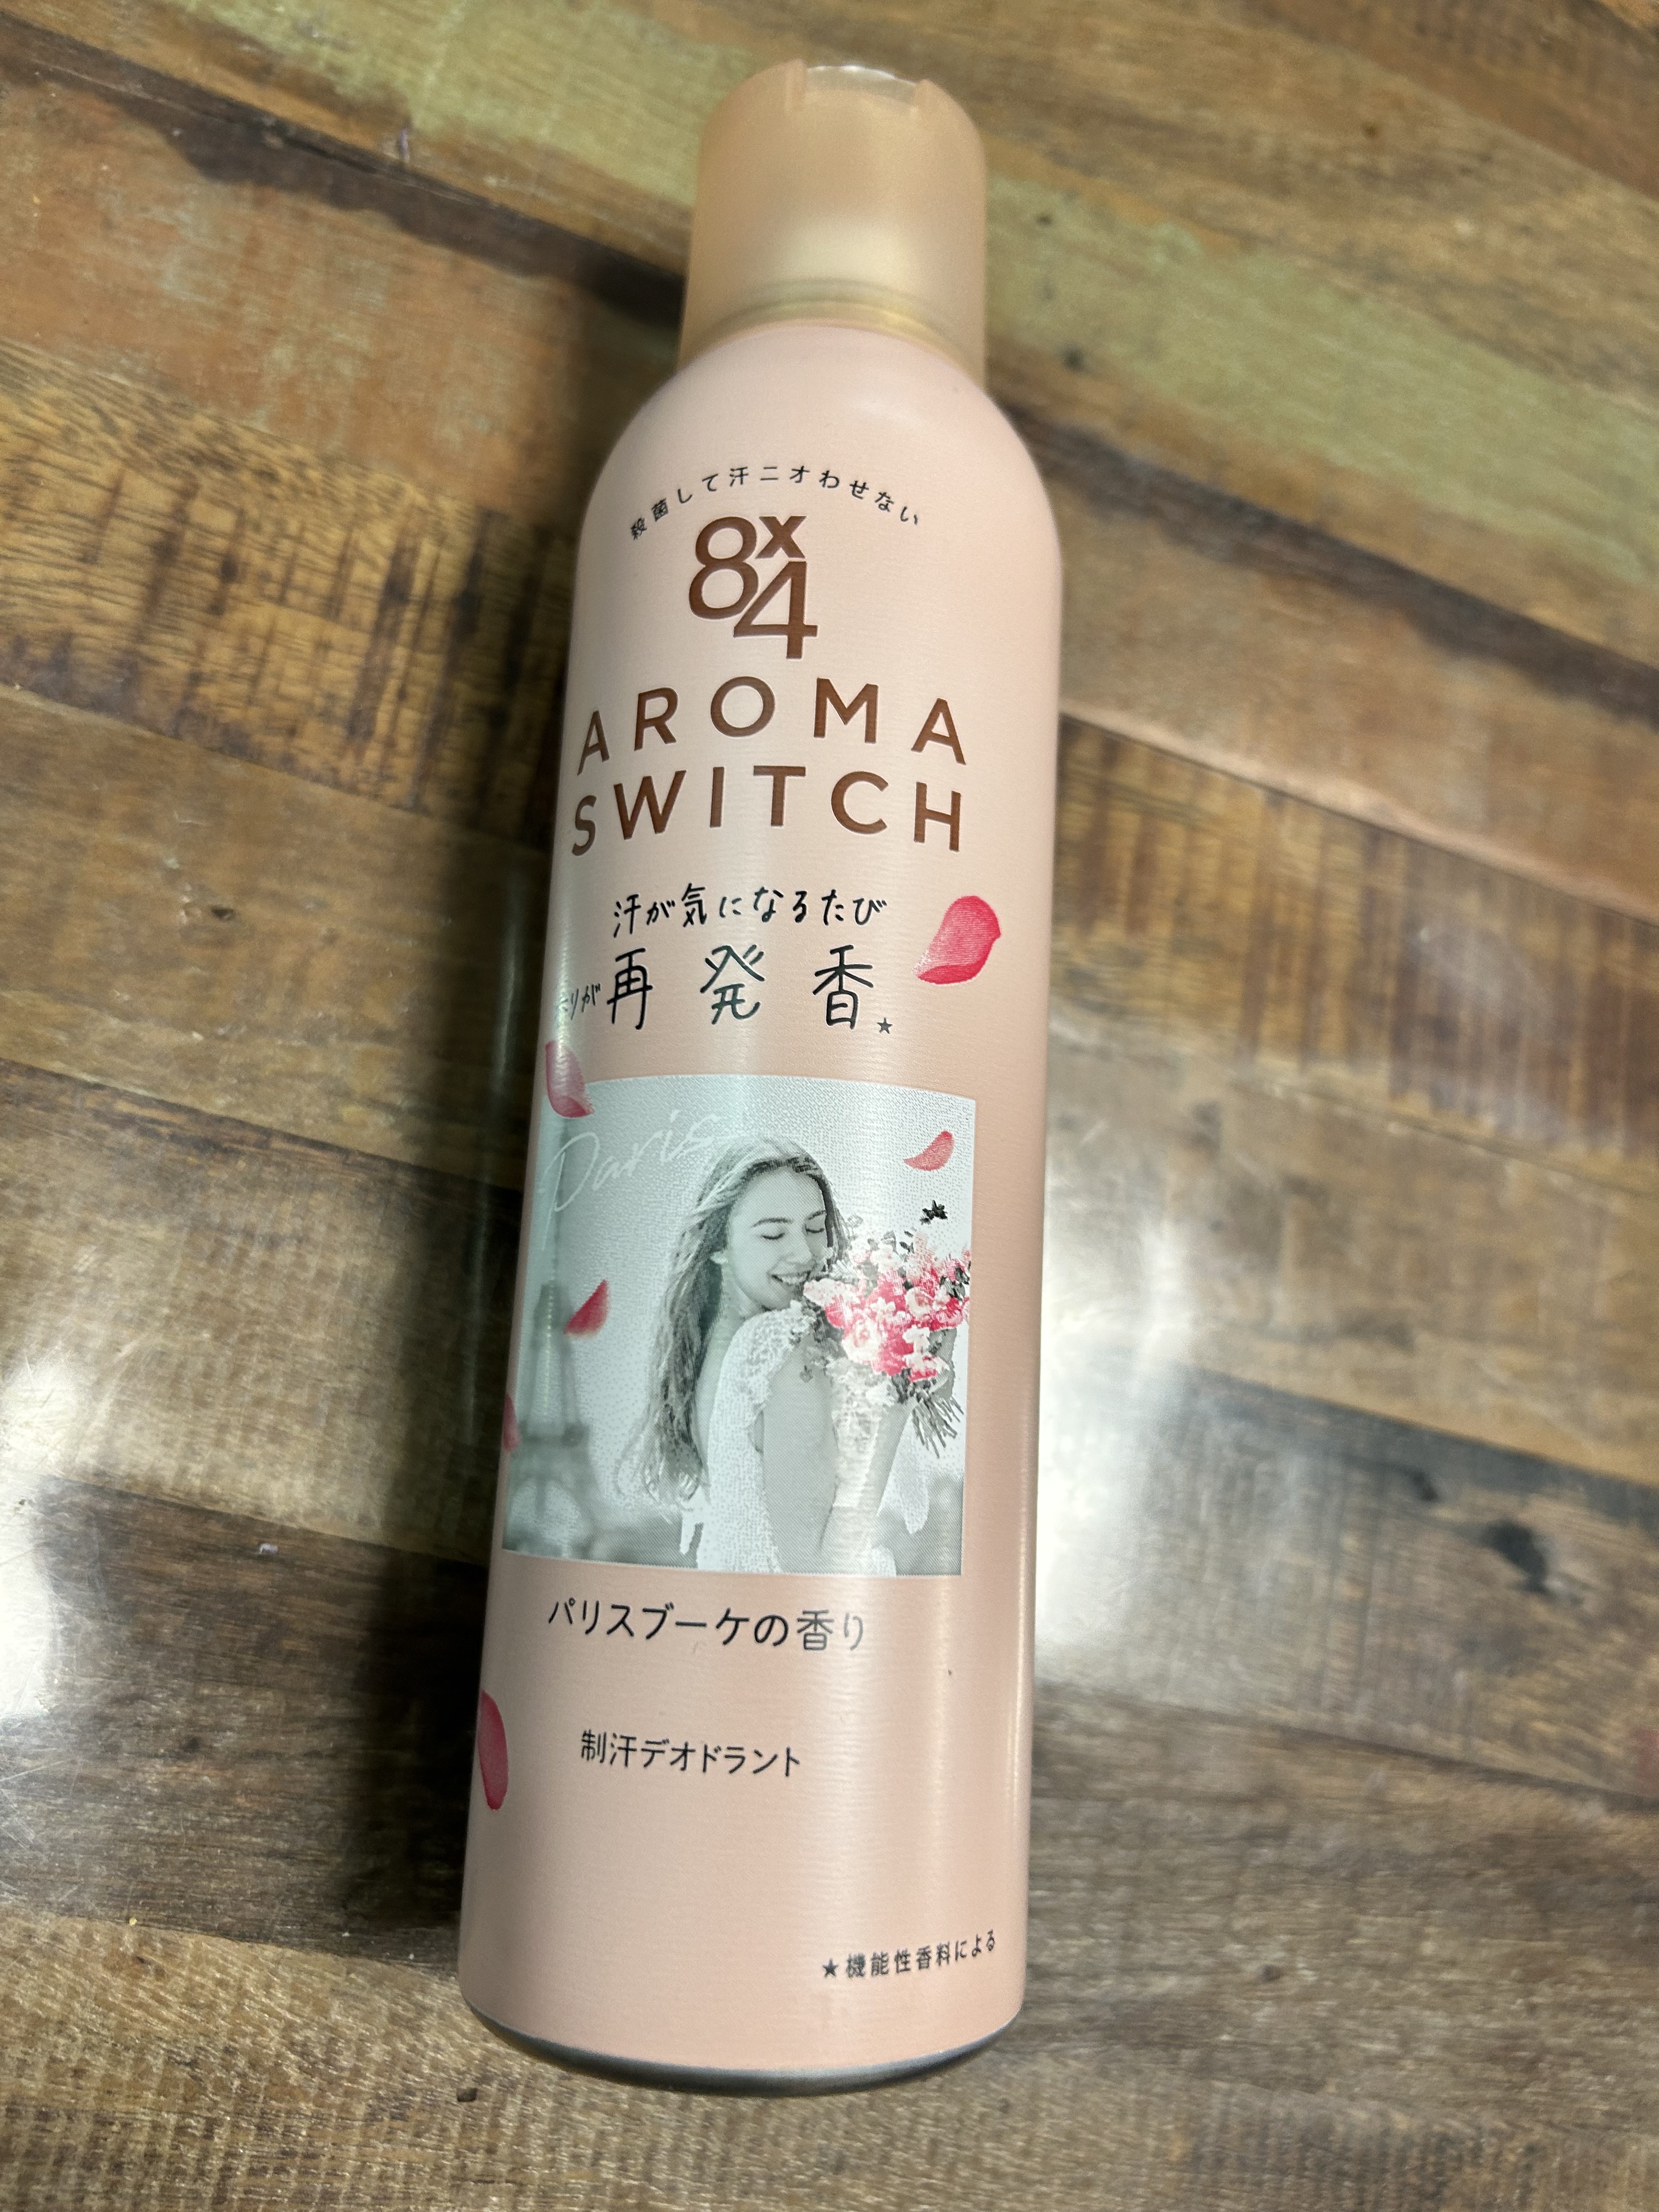 殺菌して汗ニオわせない
8x4
AROMA
SWITCH
汗が気になるたび
再発香★
Paris
パリスブーケの香り
制汗デオドラント
★機能性香料による